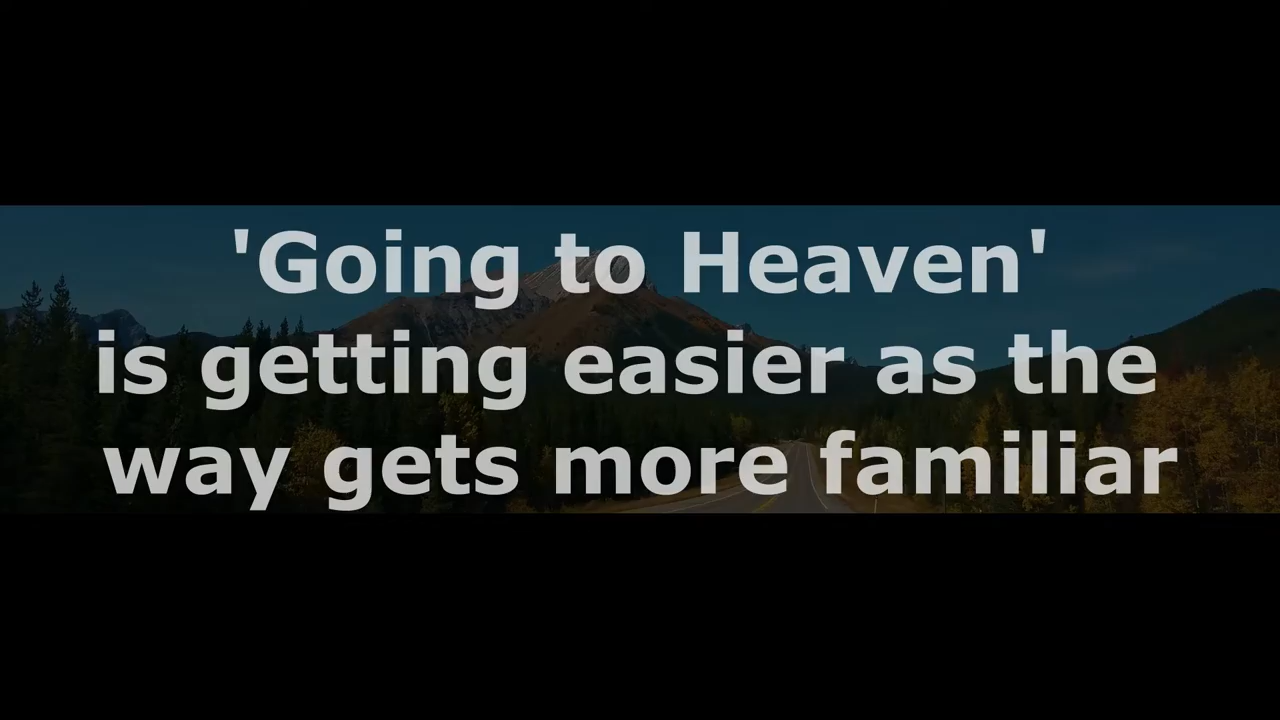 'Going to Heaven'
is getting easier as the
way gets more familiar